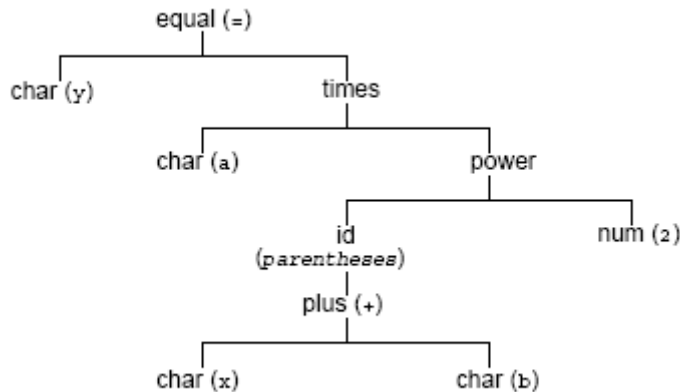 equal (=)
char (y)
times
char (a)
power
id
(parentheses)
num (2)
plus (+)
char (x)
char (b)